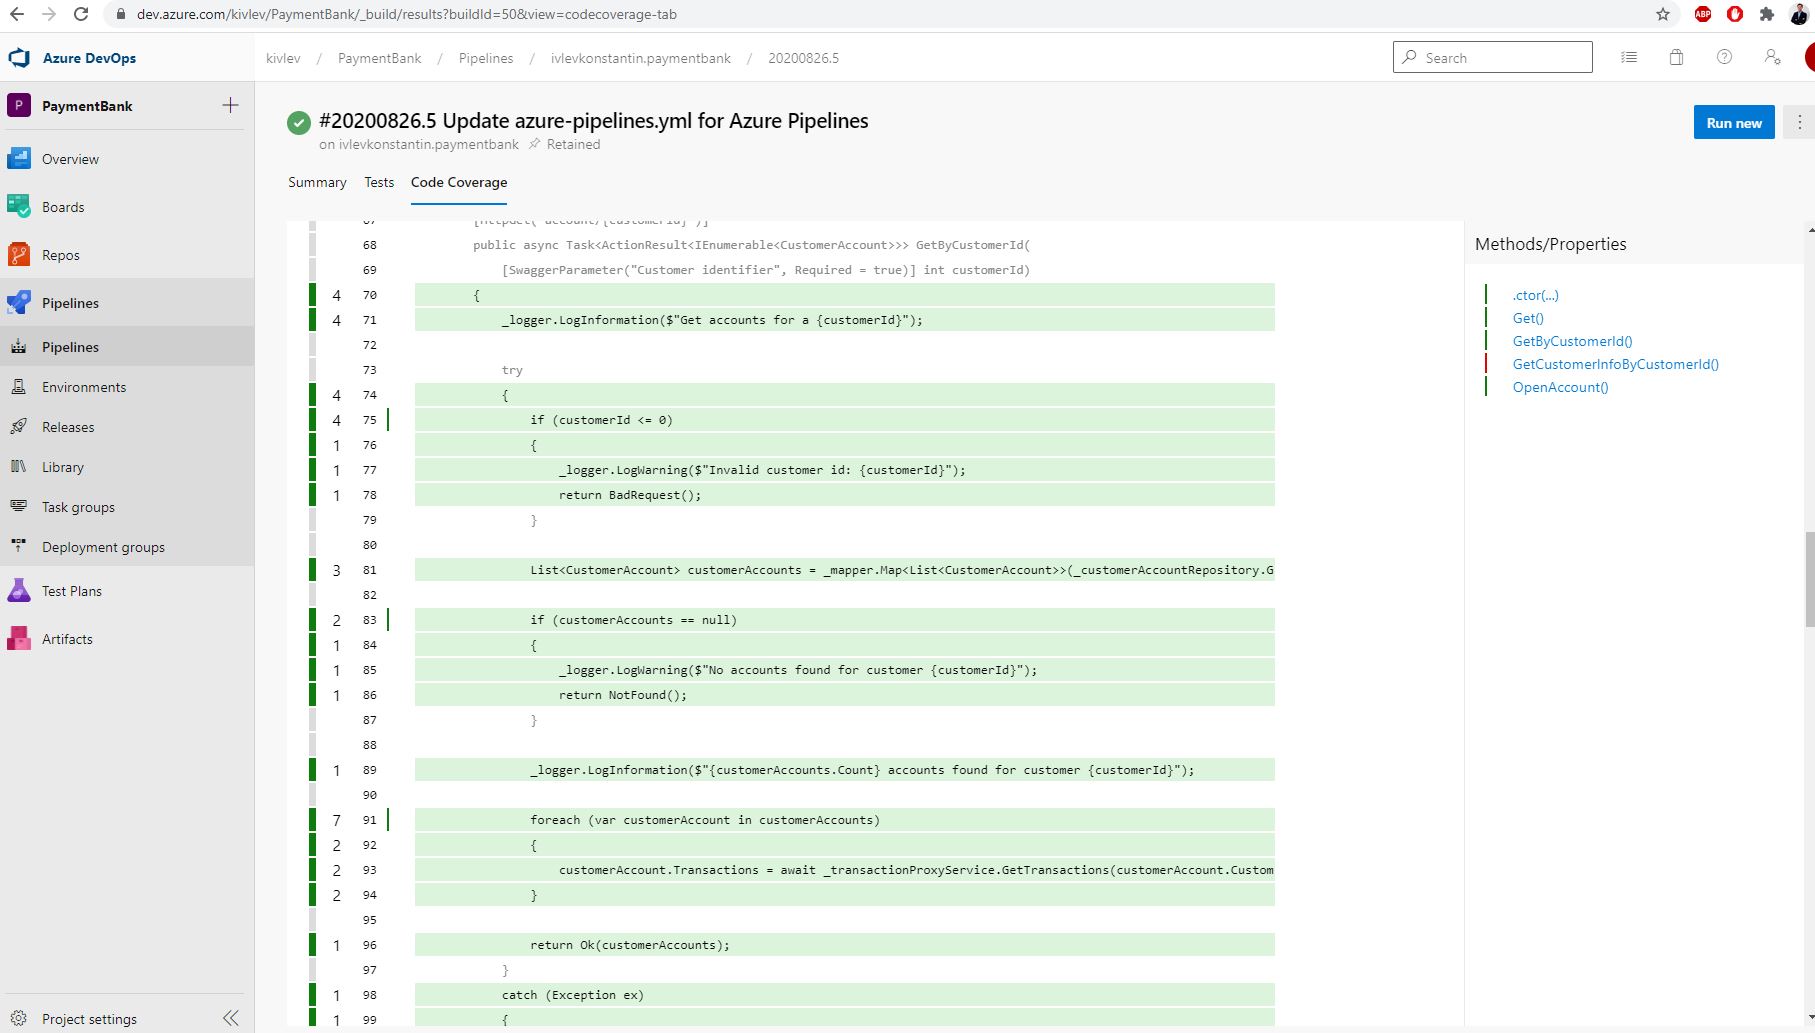 dev.azure.com/kivlev/PaymentBank/_build/results?buildId=50&view=codecoverage-tab
ABP
Azure DevOps
kivlev / PaymentBank / Pipelines / ivlevkonstantin.paymentbank / 20200826.5
Search
P PaymentBank
Overview
Boards
Repos
Pipelines
Pipelines
Environments
Releases
Library
Task groups
Deployment groups
Test Plans
Artifacts
Project settings
#20200826.5 Update azure-pipelines.yml for Azure Pipelines
on ivlevkonstantin.paymentbank Retained
Run new
Summary Tests Code Coverage
68 public async Task<ActionResult<IEnumerable<CustomerAccount>>> GetByCustomerId(
69 [SwaggerParameter("Customer identifier", Required = true)] int customerId)
4 70 {
4 71 _logger.LogInformation($"Get accounts for a {customerId}");
72
73 try
4 74 {
4 75 if (customerId <= 0)
1 76 {
1 77 _logger.LogWarning($"Invalid customer id: {customerId}");
1 78 return BadRequest();
79 }
80
3 81 List<CustomerAccount> customerAccounts = _mapper.Map<List<CustomerAccount>>(_customerAccountRepository.G
82
2 83 if (customerAccounts == null)
1 84 {
1 85 _logger.LogWarning($"No accounts found for customer {customerId}");
1 86 return NotFound();
87 }
88
1 89 _logger.LogInformation($"{customerAccounts.Count} accounts found for customer {customerId}");
90
7 91 foreach (var customerAccount in customerAccounts)
2 92 {
2 93 customerAccount.Transactions = await _transactionProxyService.GetTransactions(customerAccount.Custom
2 94 }
95
1 96 return Ok(customerAccounts);
97 }
1 98 catch (Exception ex)
1 99 {
Methods/Properties
.ctor(...)
Get()
GetByCustomerId()
GetCustomerInfoByCustomerId()
OpenAccount()